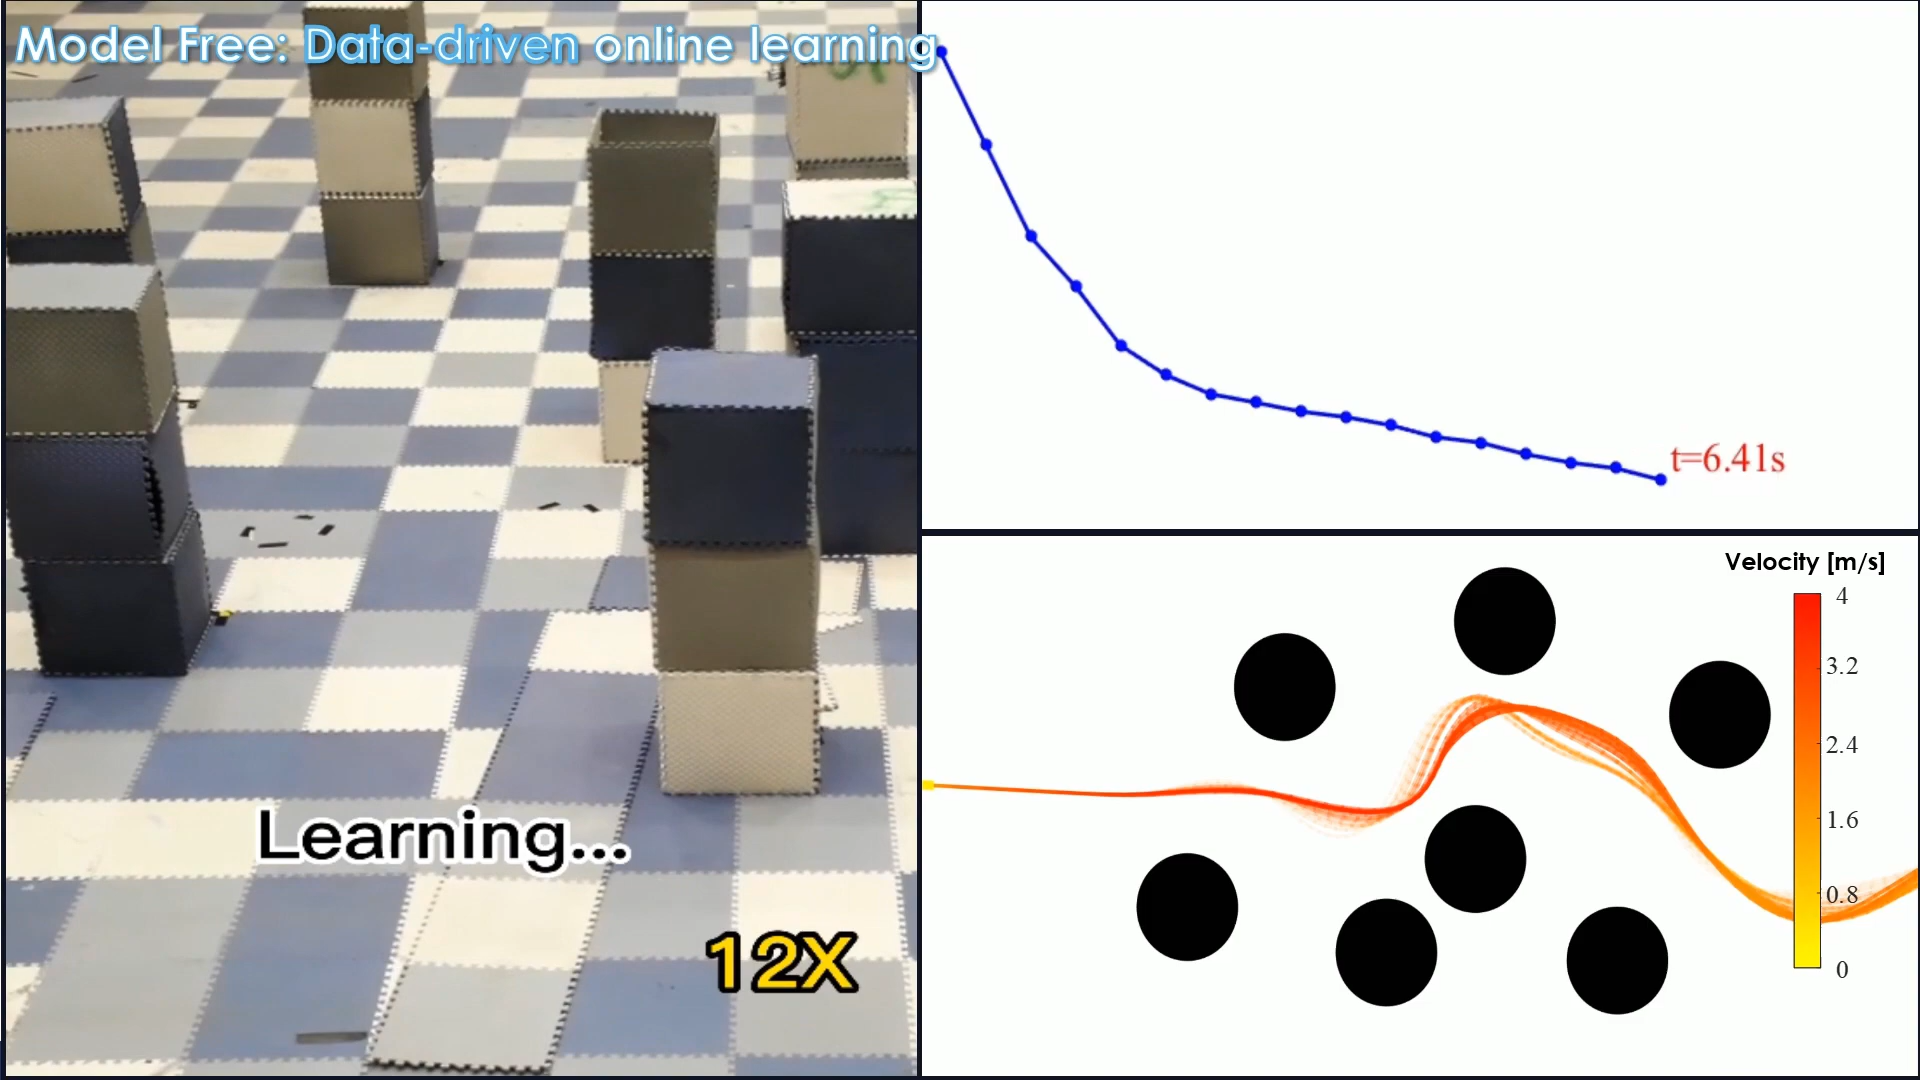 Model Free: Data-driven online learning
t=6.41s
Learning...
12X
Velocity [m/s]
4
3.2
2.4
1.6
0.8
0